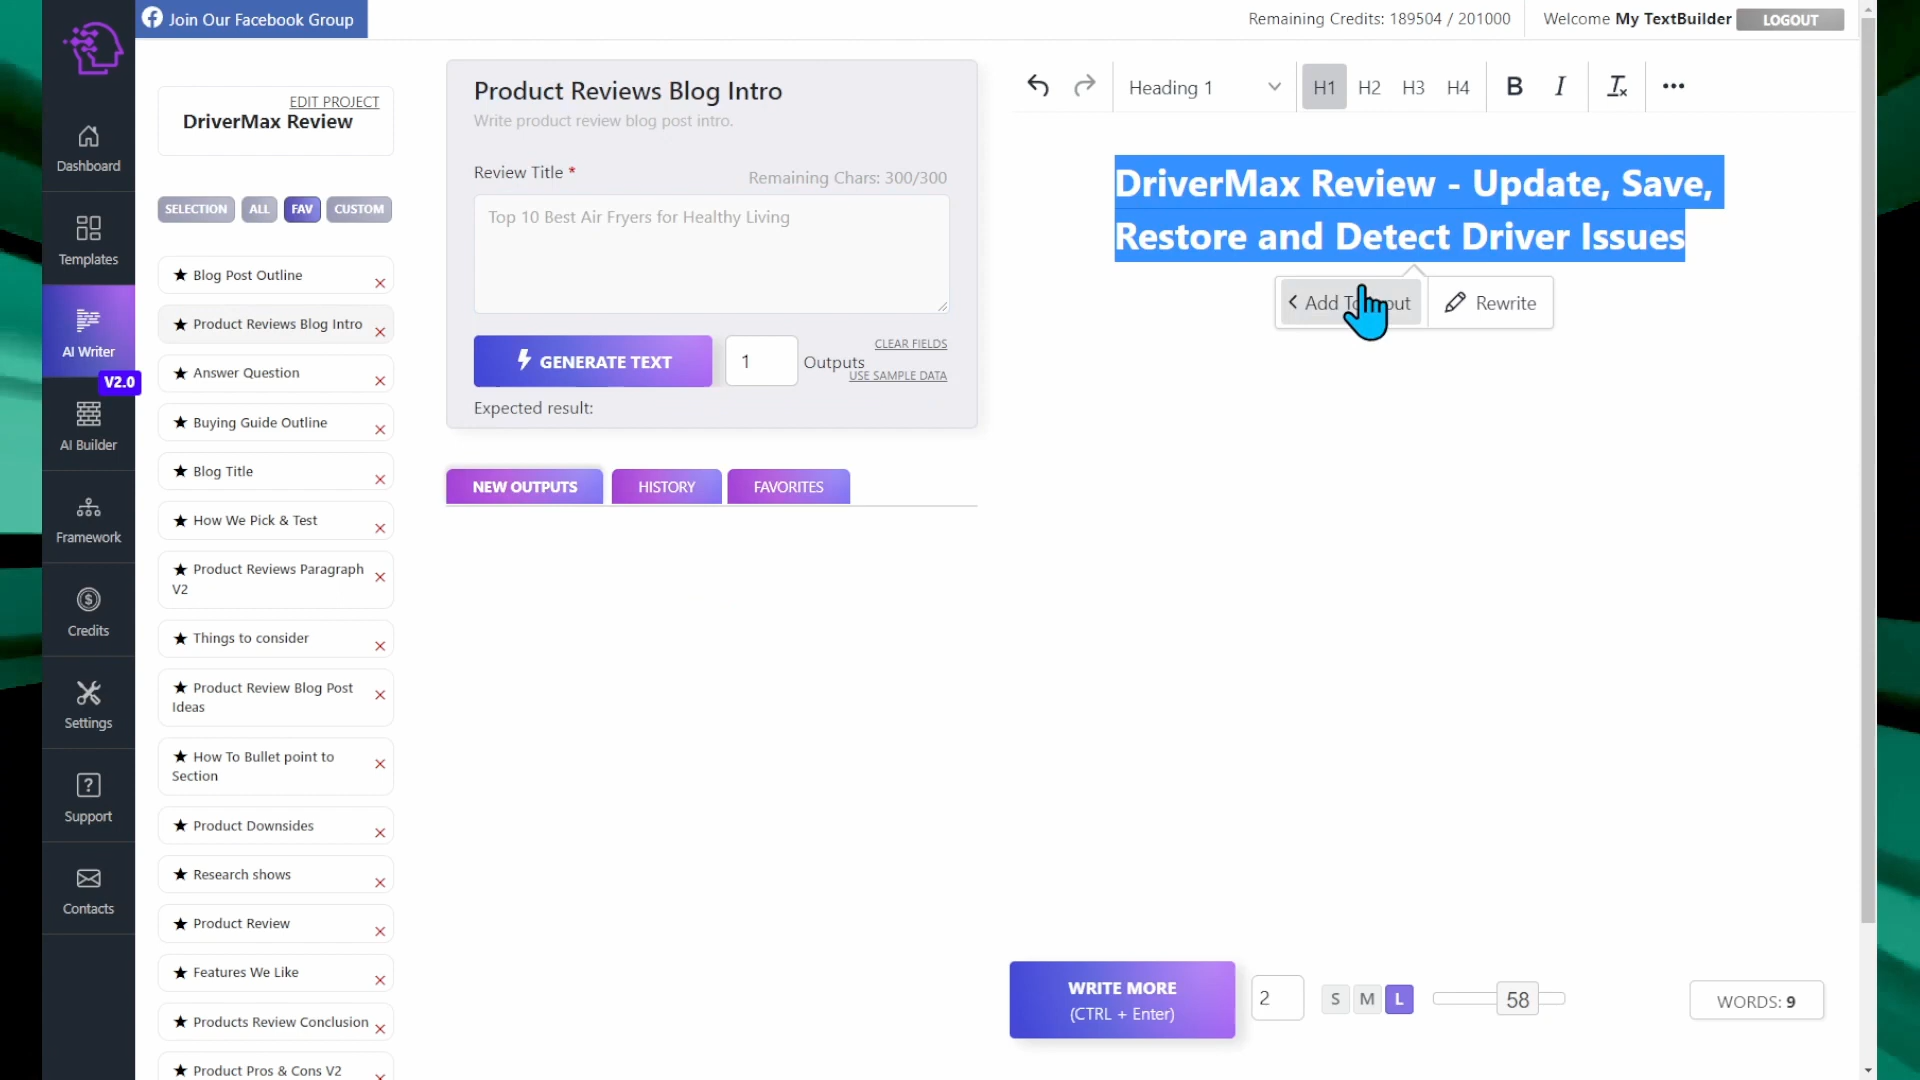 Join Our Facebook Group
Remaining Credits: 189504 / 201000
Welcome My TextBuilder
LOGOUT
Dashboard
Templates
AI Writer
V2.0
AI Builder
Framework
Credits
Settings
Support
Contacts
EDIT PROJECT
DriverMax Review
SELECTION
ALL
FAV
CUSTOM
Blog Post Outline
Product Reviews Blog Intro
Answer Question
Buying Guide Outline
Blog Title
How We Pick & Test
Product Reviews Paragraph
V2
Things to consider
Product Review Blog Post
Ideas
How To Bullet point to
Section
Product Downsides
Research shows
Product Review
Features We Like
Products Review Conclusion
Product Pros & Cons V2
Product Reviews Blog Intro
Write product review blog post intro.
Review Title *
Remaining Chars: 300/300
Top 10 Best Air Fryers for Healthy Living
GENERATE TEXT
1
Outputs
CLEAR FIELDS
USE SAMPLE DATA
Expected result:
NEW OUTPUTS
HISTORY
FAVORITES
Heading 1
H1
H2
H3
H4
B
I
DriverMax Review - Update, Save,
Restore and Detect Driver Issues
Add
Rewrite
WRITE MORE
(CTRL + Enter)
2
S
M
L
58
WORDS: 9